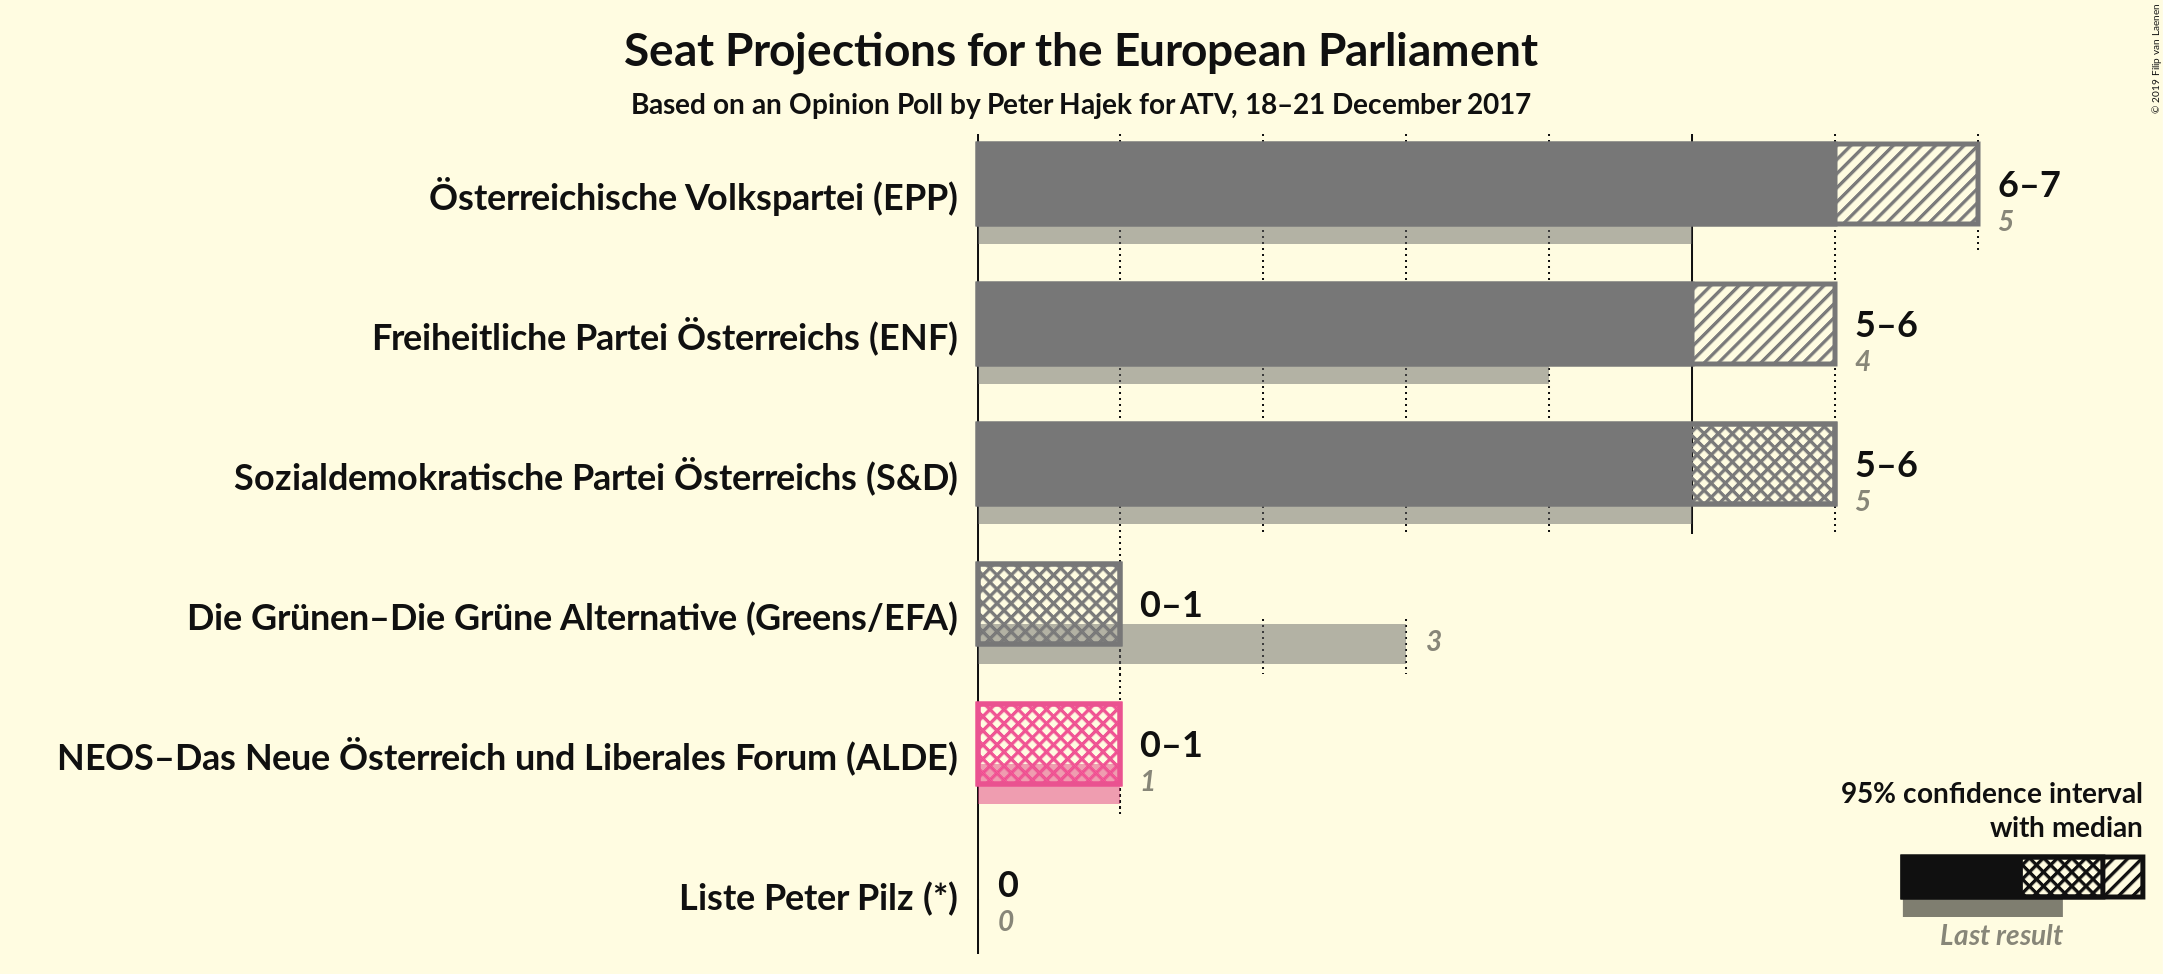 Seat Projections for the European Parliament
Based on an Opinion Poll by Peter Hajek for ATV, 18–21 December 2017
© 2019 Filip van Laenen
Österreichische Volkspartei (EPP)
6–7
5
Freiheitliche Partei Österreichs (ENF)
5–6
4
Sozialdemokratische Partei Österreichs (S&D)
5–6
5
Die Grünen–Die Grüne Alternative (Greens/EFA)
0–1
3
NEOS–Das Neue Österreich und Liberales Forum (ALDE)
0–1
1
Liste Peter Pilz (*)
0
0
95% confidence interval
with median
Last result